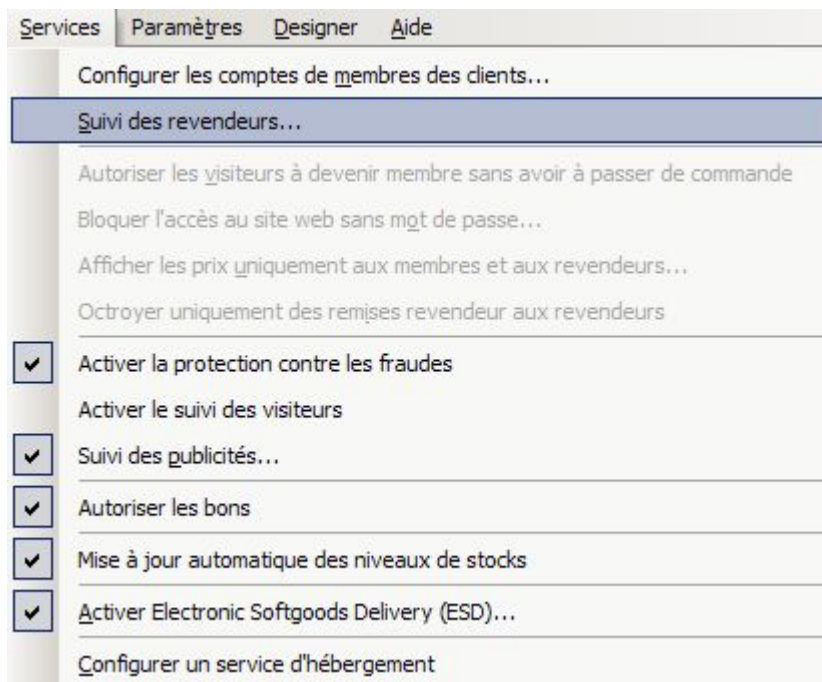 Services Paramètres Designer Aide
Configurer les comptes de membres des clients...
Suivi des revendeurs...
Autoriser les visiteurs à devenir membre sans avoir à passer de commande
Bloquer l'accès au site web sans mot de passe...
Afficher les prix uniquement aux membres et aux revendeurs...
Octroyer uniquement des remises revendeur aux revendeurs
Activer la protection contre les fraudes
Activer le suivi des visiteurs
Suivi des publicités...
Autoriser les bons
Mise à jour automatique des niveaux de stocks
Activer Electronic Softgoods Delivery (ESD)...
Configurer un service d'hébergement